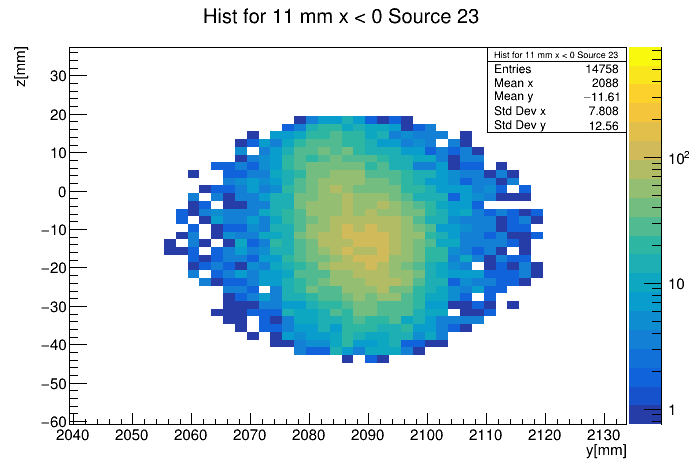 Hist for 11 mm x < 0 Source 23
z[mm]
Hist for 11 mm x < 0 Source 23
Entries 14758
Mean x 2088
Mean y −11.61
Std Dev x 7.808
Std Dev y 12.56
30
20
10
0
−10
−20
−30
−40
−50
−60
10²
10
1
2040 2050 2060 2070 2080 2090 2100 2110 2120 2130
y[mm]